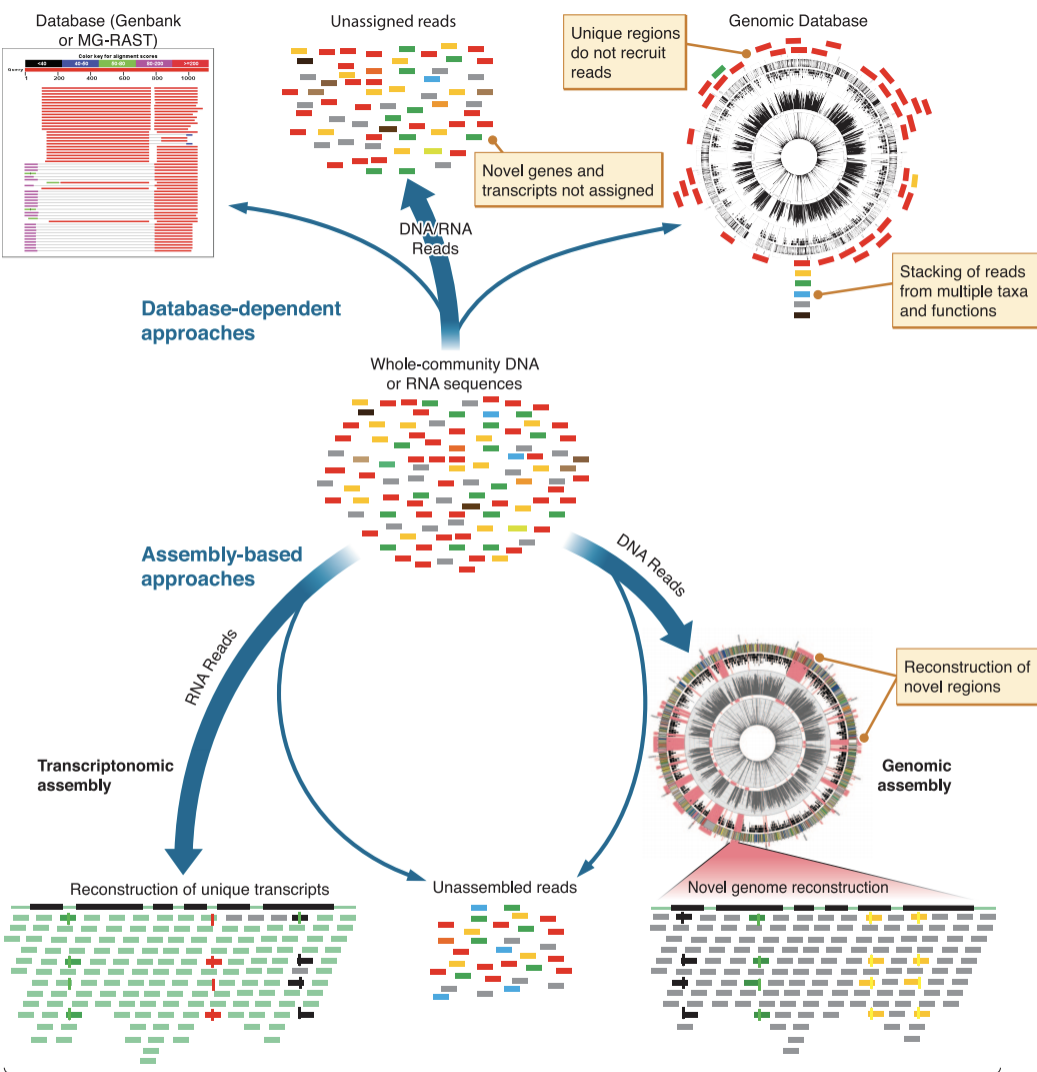 Database (Genbank
or MG-RAST)
Color key for alignment scores
<40
40-50
50-80
80-200
>=200
Query
1
200
400
600
800
1000
Unassigned reads
Genomic Database
Unique regions
do not recruit
reads
Novel genes and
transcripts not assigned
DNA/RNA
Reads
Stacking of reads
from multiple taxa
and functions
Database-dependent
approaches
Whole-community DNA
or RNA sequences
Assembly-based
approaches
DNA Reads
RNA Reads
Reconstruction of
novel regions
Transcriptonomic
assembly
Genomic
assembly
Reconstruction of unique transcripts
Unassembled reads
Novel genome reconstruction